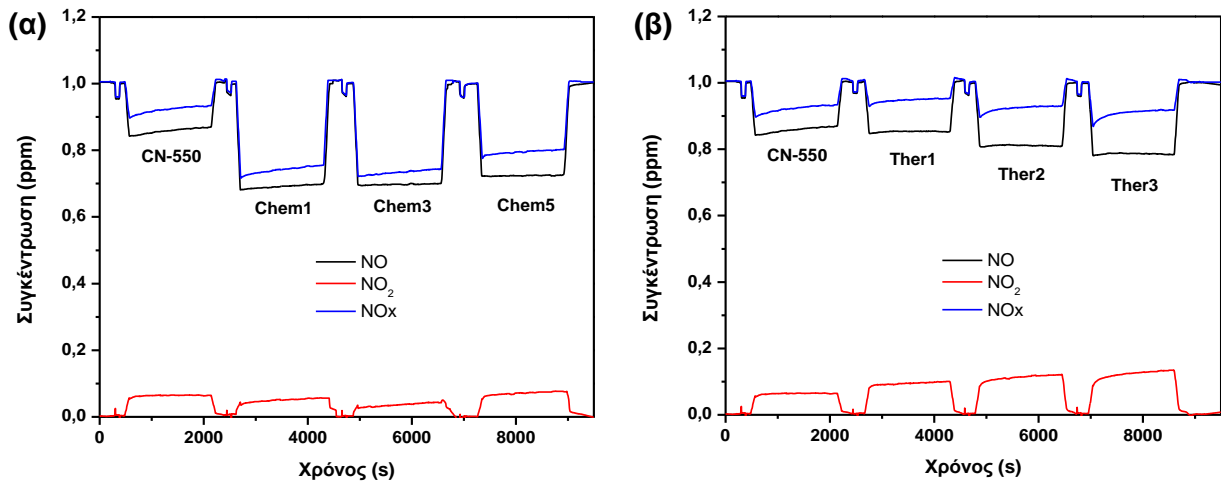 (α)
1,2
1,0
0,8
0,6
0,4
0,2
0,0
Συγκέντρωση (ppm)
CN-550
Chem1
Chem3
Chem5
NO
NO₂
NOx
0 2000 4000 6000 8000
Χρόνος (s)
(β)
1,2
1,0
0,8
0,6
0,4
0,2
0,0
Συγκέντρωση (ppm)
CN-550
Ther1
Ther2
Ther3
NO
NO₂
NOx
0 2000 4000 6000 8000
Χρόνος (s)